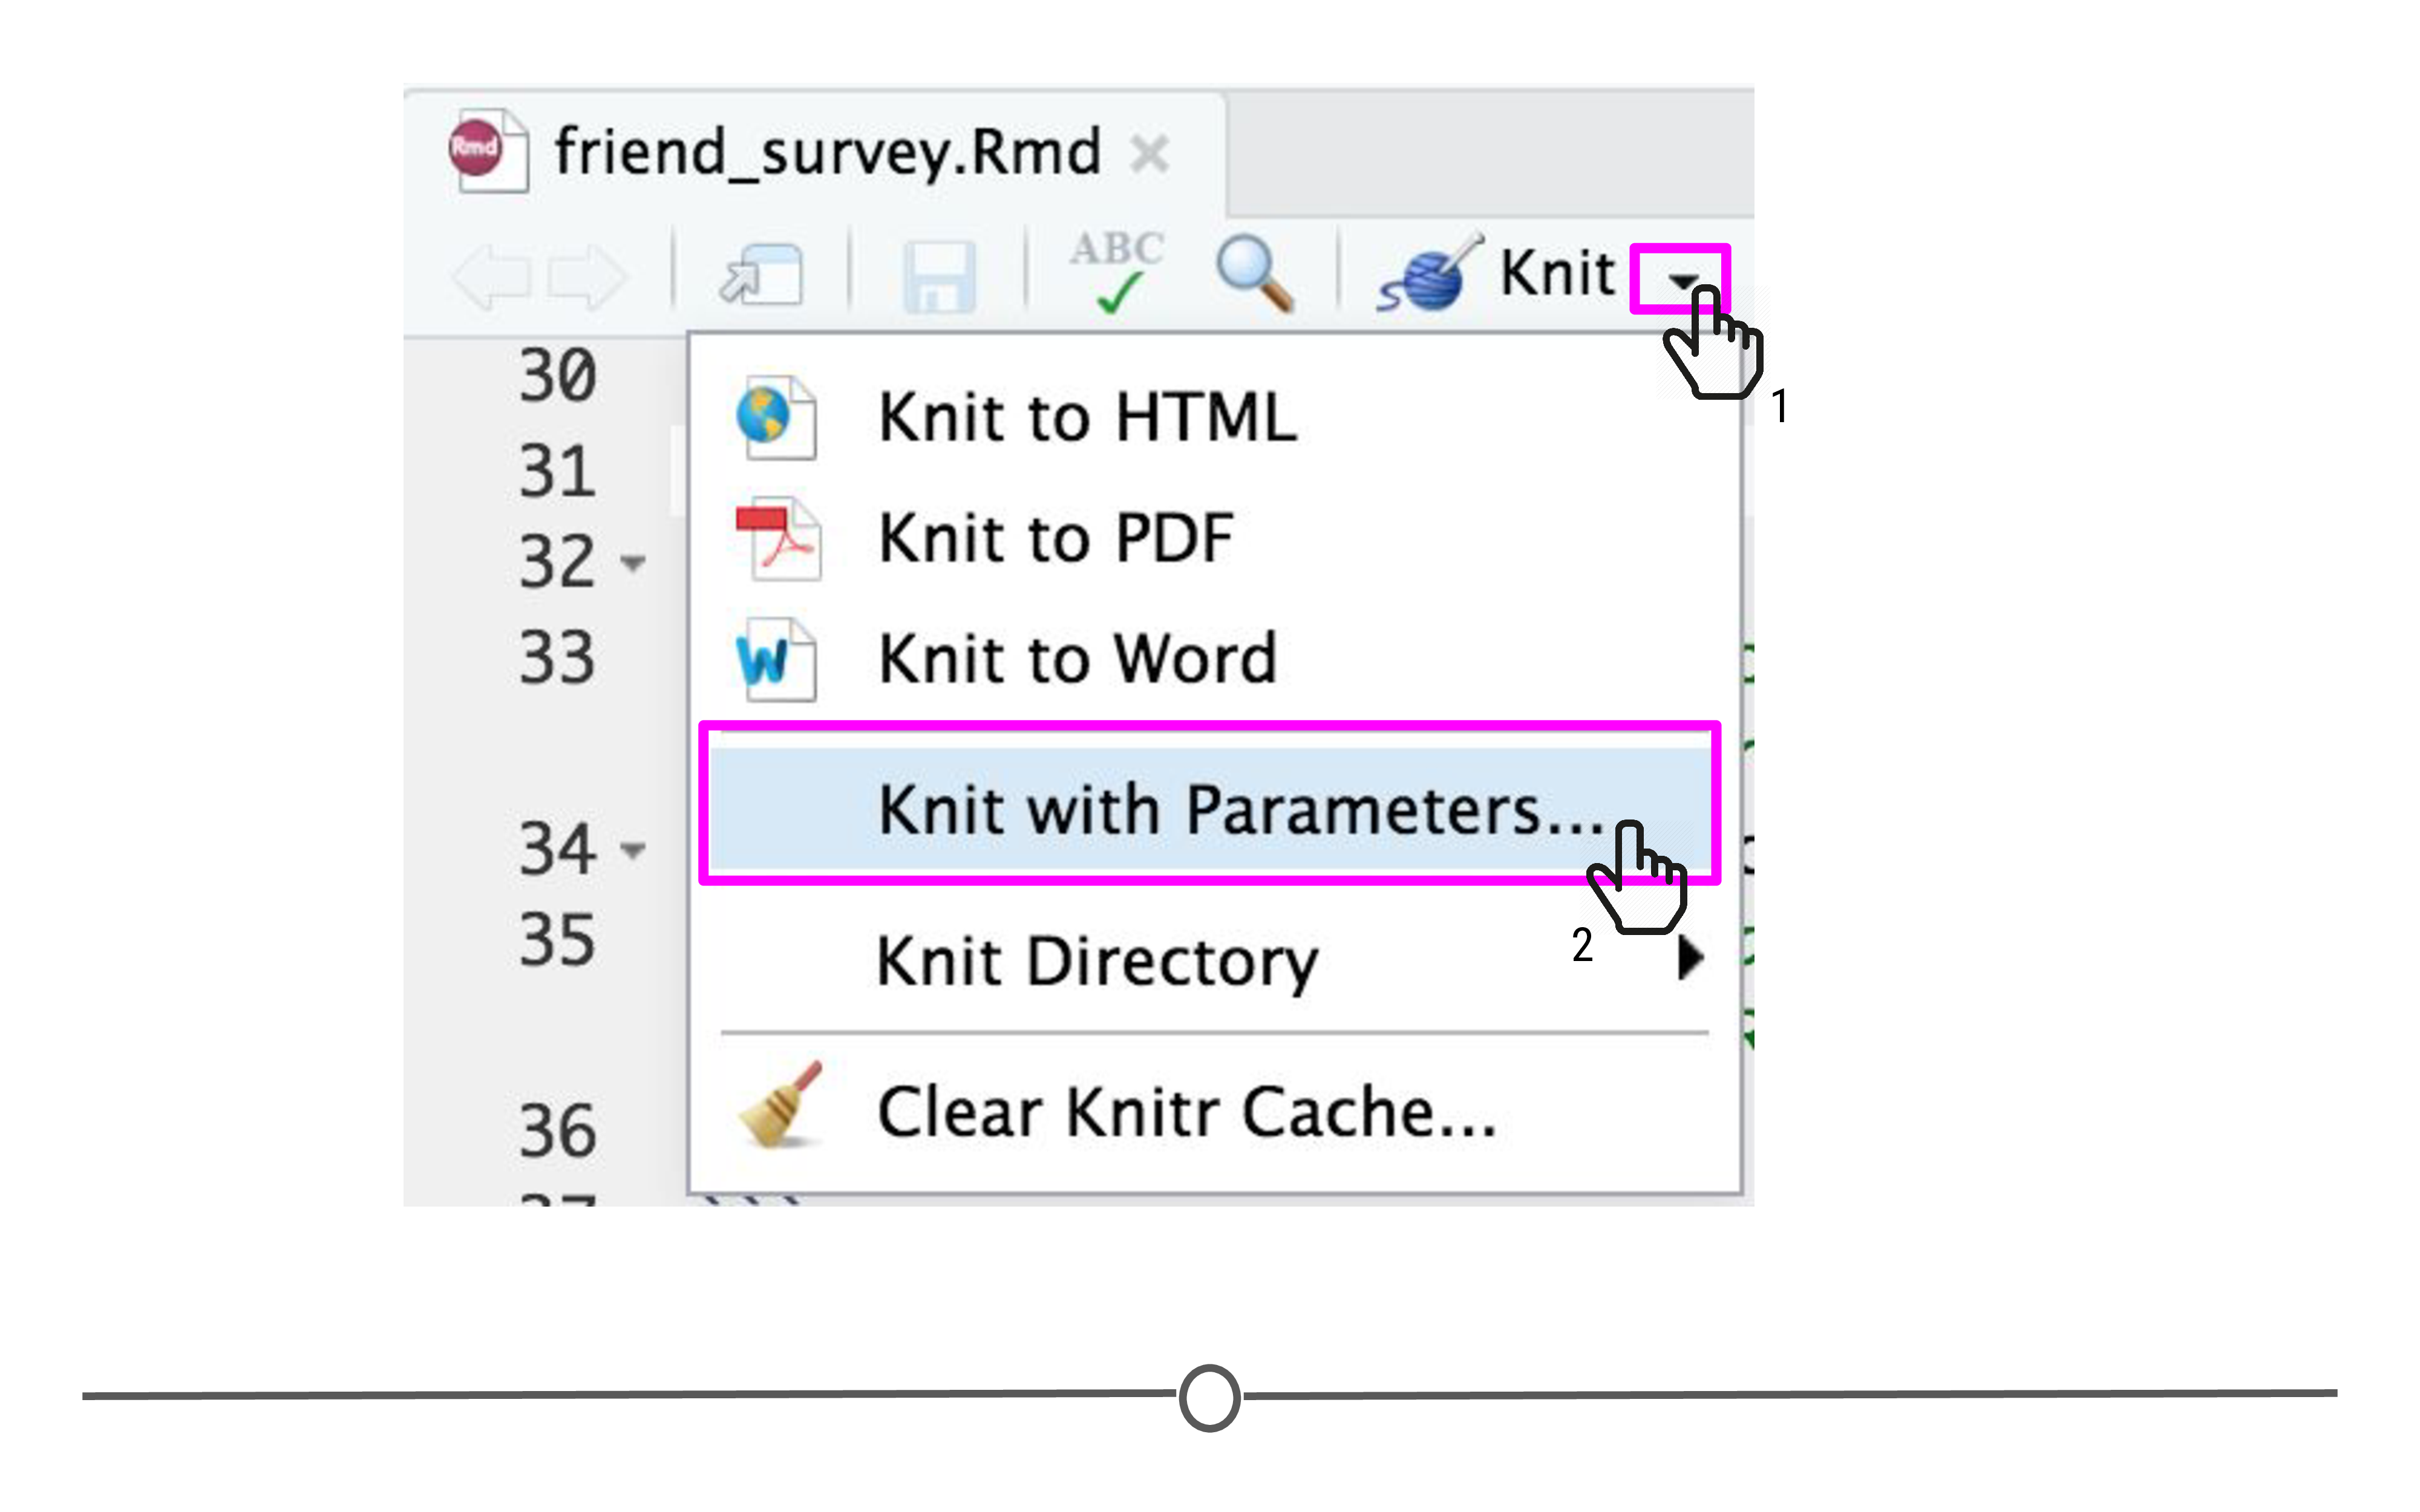 Rmd friend_survey.Rmd
ABC Knit
1
30
Knit to HTML
31
Knit to PDF
32
Knit to Word
33
Knit with Parameters...
34
2
Knit Directory
35
Clear Knitr Cache...
36